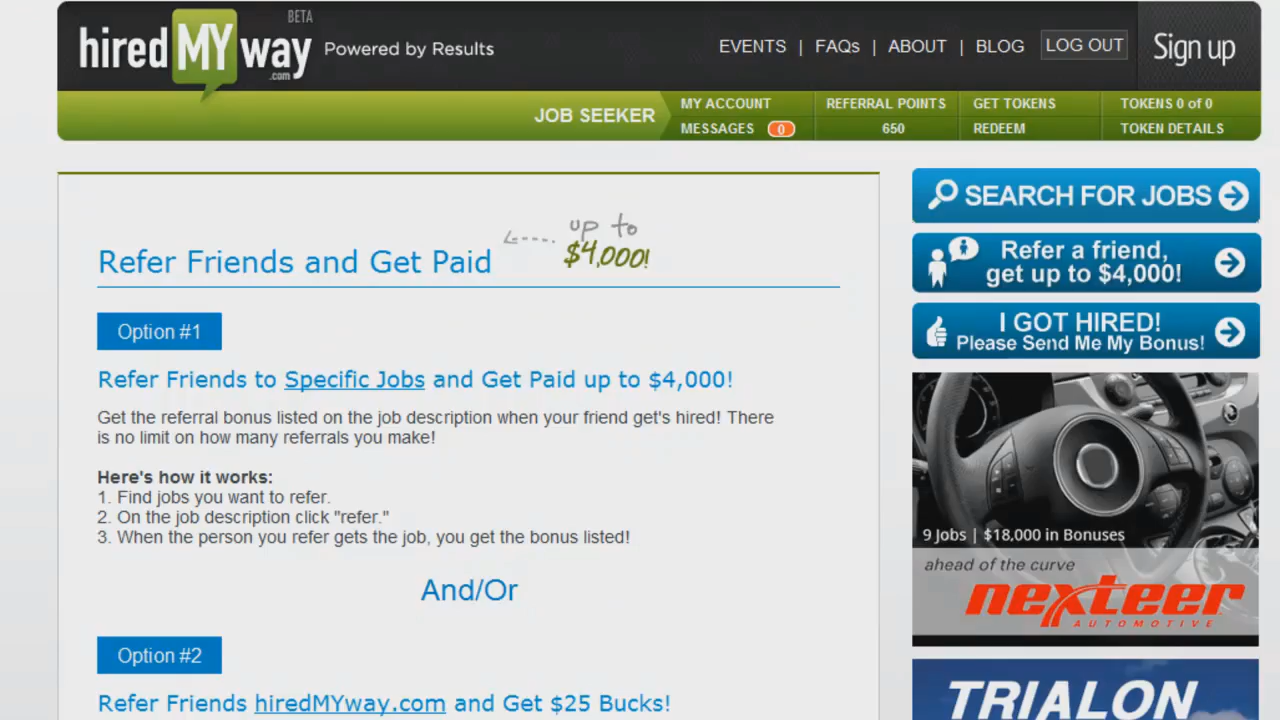 BETA
hiredMYway
.com
Powered by Results
EVENTS | FAQs | ABOUT | BLOG LOG OUT Sign up
JOB SEEKER
MY ACCOUNT REFERRAL POINTS GET TOKENS TOKENS 0 of 0
MESSAGES 0 650 REDEEM TOKEN DETAILS
up to
$4,000!
Refer Friends and Get Paid
Option #1
Refer Friends to Specific Jobs and Get Paid up to $4,000!
Get the referral bonus listed on the job description when your friend get's hired! There
is no limit on how many referrals you make!
Here's how it works:
1. Find jobs you want to refer.
2. On the job description click "refer."
3. When the person you refer gets the job, you get the bonus listed!
And/Or
Option #2
Refer Friends hiredMYway.com and Get $25 Bucks!
SEARCH FOR JOBS
Refer a friend,
get up to $4,000!
I GOT HIRED!
Please Send Me My Bonus!
9 Jobs | $18,000 in Bonuses
ahead of the curve
nexteer
AUTOMOTIVE
TRIALON